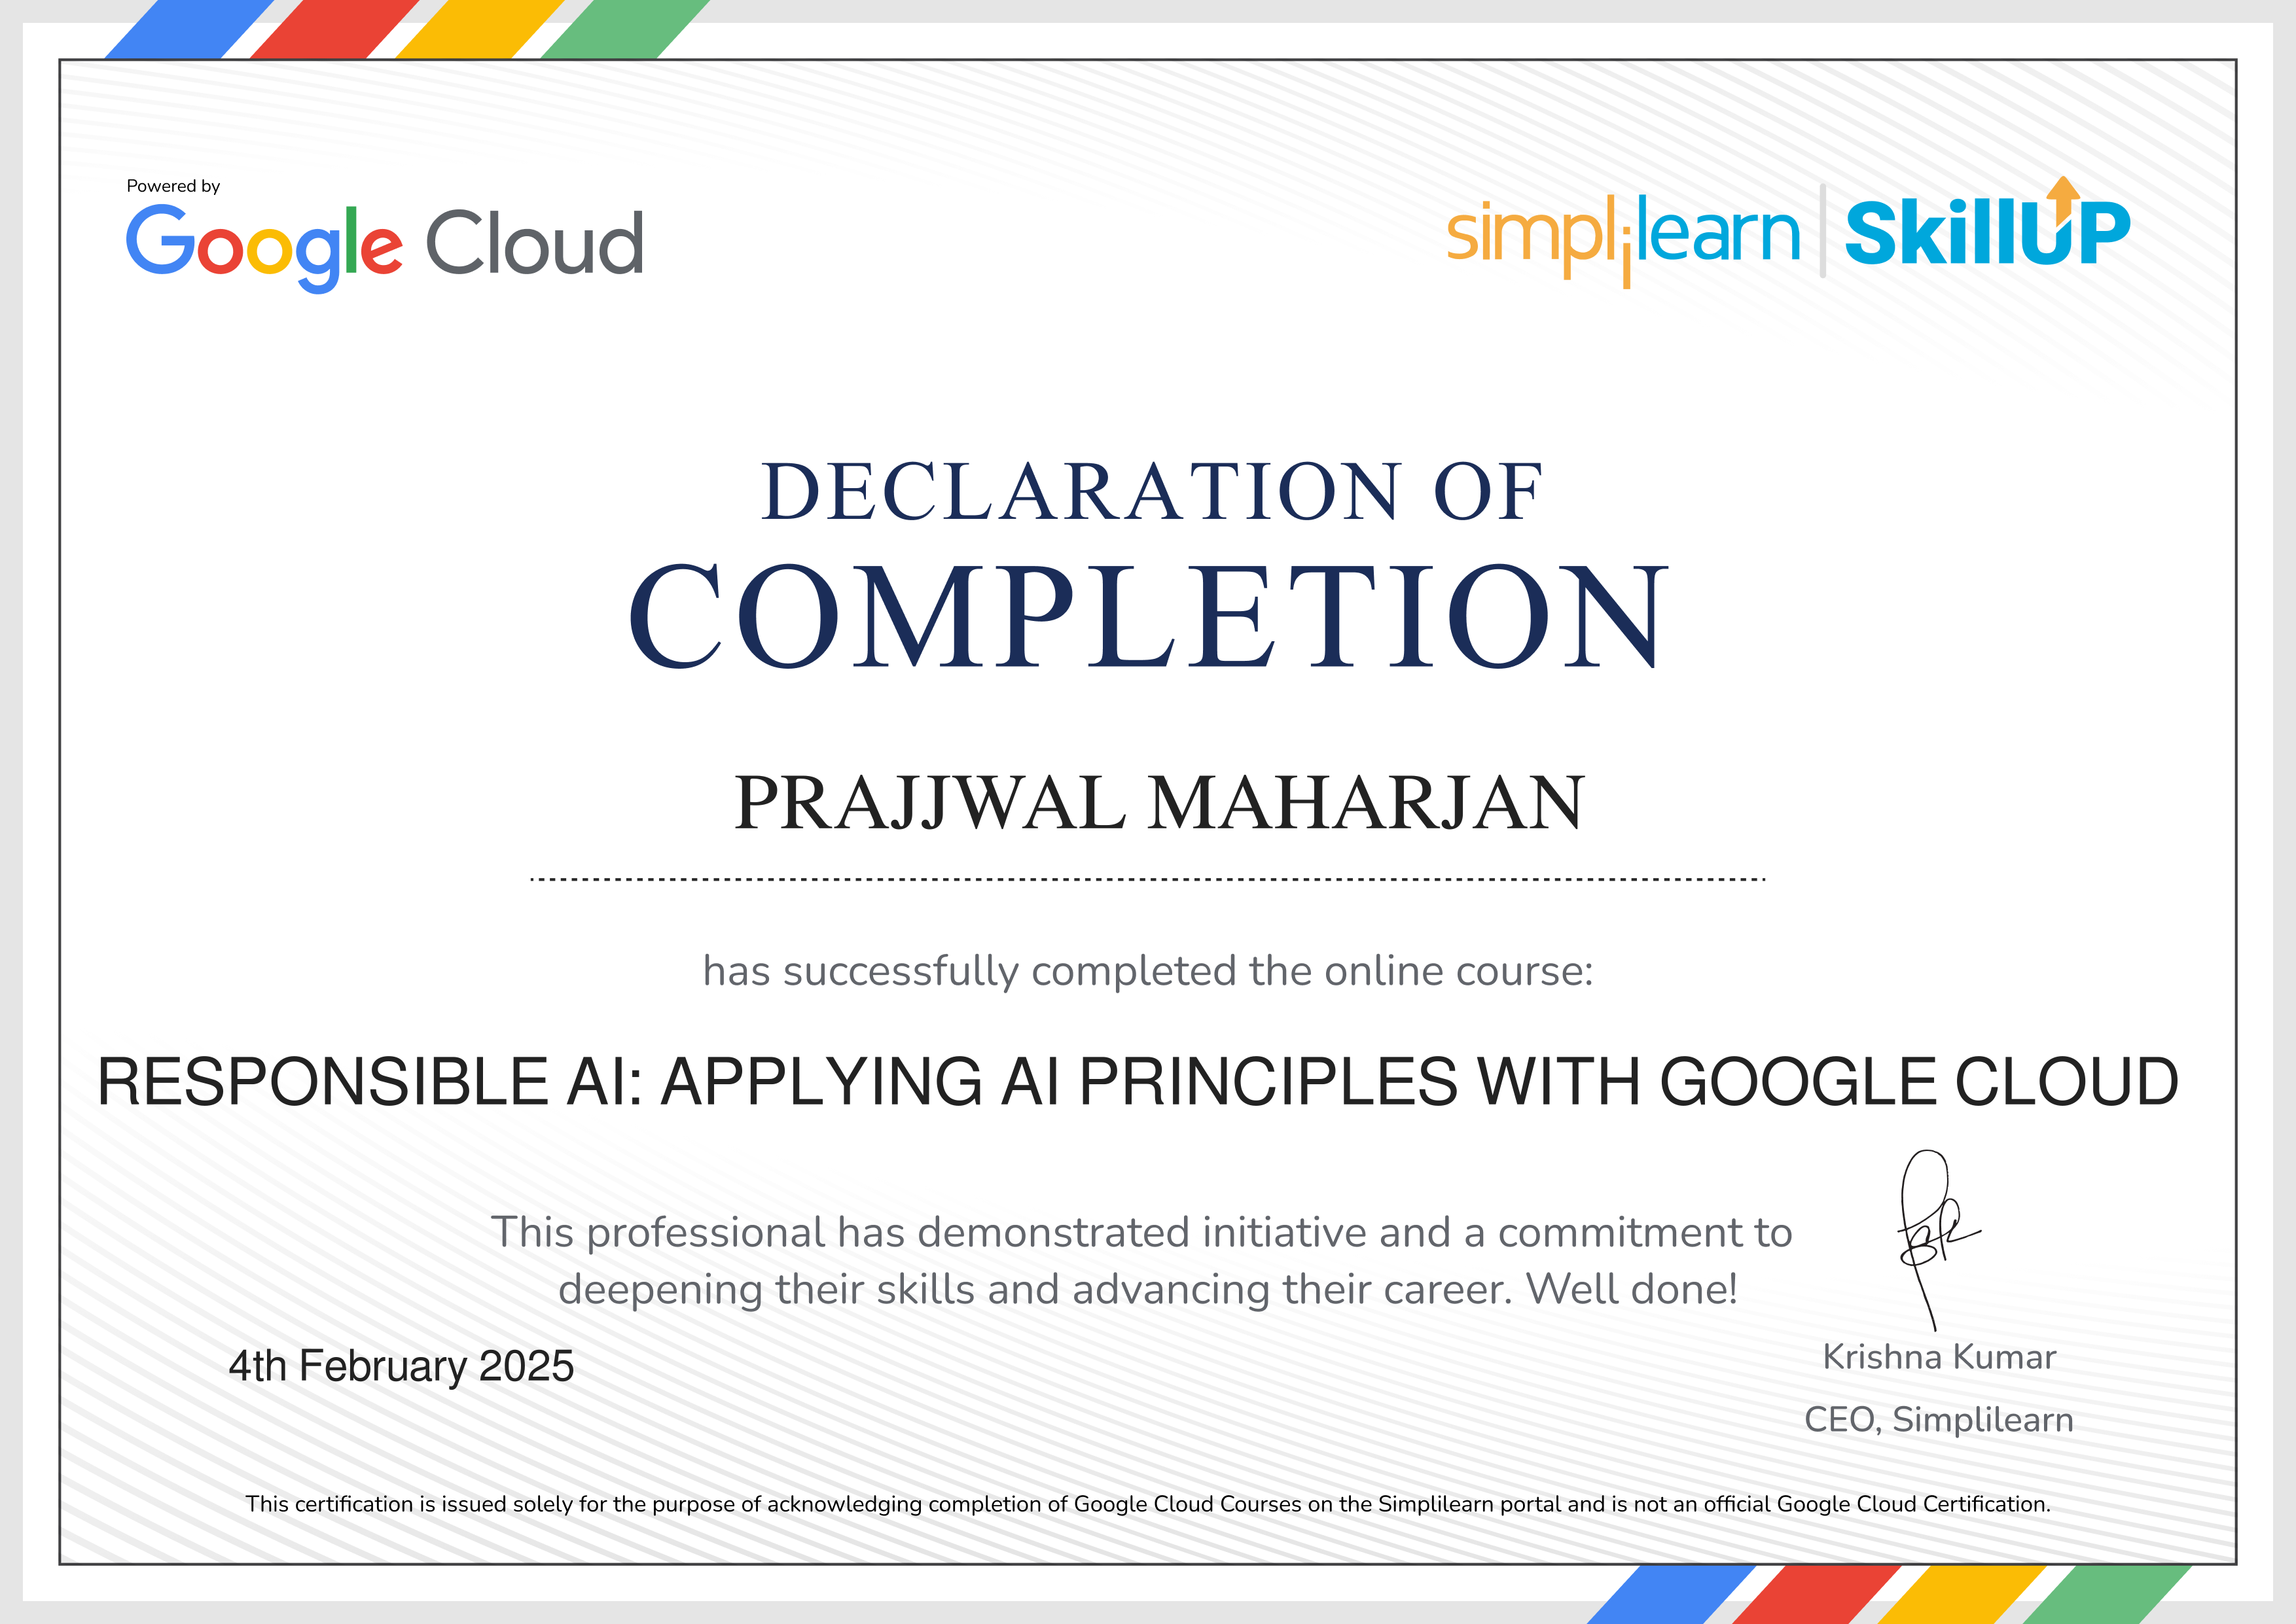 Powered by
Google Cloud
simplilearn | SkillUP
DECLARATION OF
COMPLETION
PRAJJWAL MAHARJAN
has successfully completed the online course:
RESPONSIBLE AI: APPLYING AI PRINCIPLES WITH GOOGLE CLOUD
This professional has demonstrated initiative and a commitment to
deepening their skills and advancing their career. Well done!
4th February 2025
Krishna Kumar
CEO, Simplilearn
This certification is issued solely for the purpose of acknowledging completion of Google Cloud Courses on the Simplilearn portal and is not an official Google Cloud Certification.